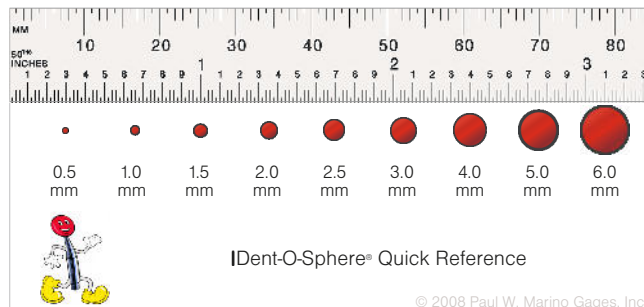 MM
10 20 30 40 50 60 70 80
50THS
INCHES
1 2 3
1 2 3 4 5 6 7 8 9 1 2 3 4 5 6 7 8 9 1 2 3 4 5 6 7 8 9 1 2 3
0.5 mm
1.0 mm
1.5 mm
2.0 mm
2.5 mm
3.0 mm
4.0 mm
5.0 mm
6.0 mm
IDent-O-Sphere® Quick Reference
© 2008 Paul W. Marino Gages, Inc.